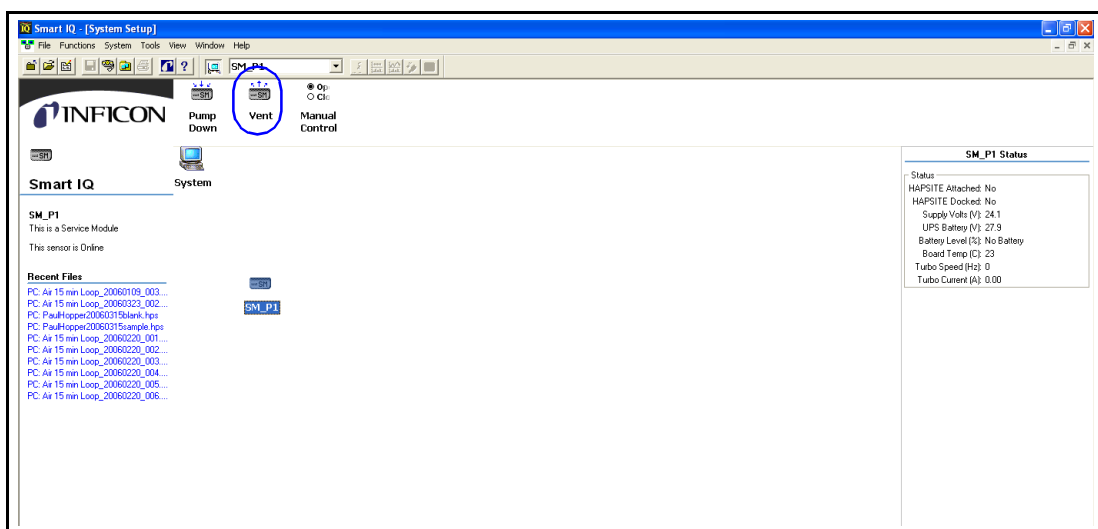 Smart IQ - [System Setup]
File Functions System Tools View Window Help
SM_P1
INFICON
Pump Down
Vent
Op
Clo
Manual Control
Smart IQ
System
SM_P1
This is a Service Module
This sensor is Online
Recent Files
PC: Air 15 min Loop_20060109_003....
PC: Air 15 min Loop_20060323_002....
PC: PaulHopper20060315blank.hps
PC: PaulHopper20060315sample.hps
PC: Air 15 min Loop_20060220_001....
PC: Air 15 min Loop_20060220_002....
PC: Air 15 min Loop_20060220_003....
PC: Air 15 min Loop_20060220_004....
PC: Air 15 min Loop_20060220_005....
PC: Air 15 min Loop_20060220_006....
SM
SM_P1
SM_P1 Status
Status
HAPSITE Attached: No
HAPSITE Docked: No
Supply Volts (V): 24.1
UPS Battery (V): 27.9
Battery Level (%): No Battery
Board Temp (C): 23
Turbo Speed (Hz): 0
Turbo Current (A): 0.00